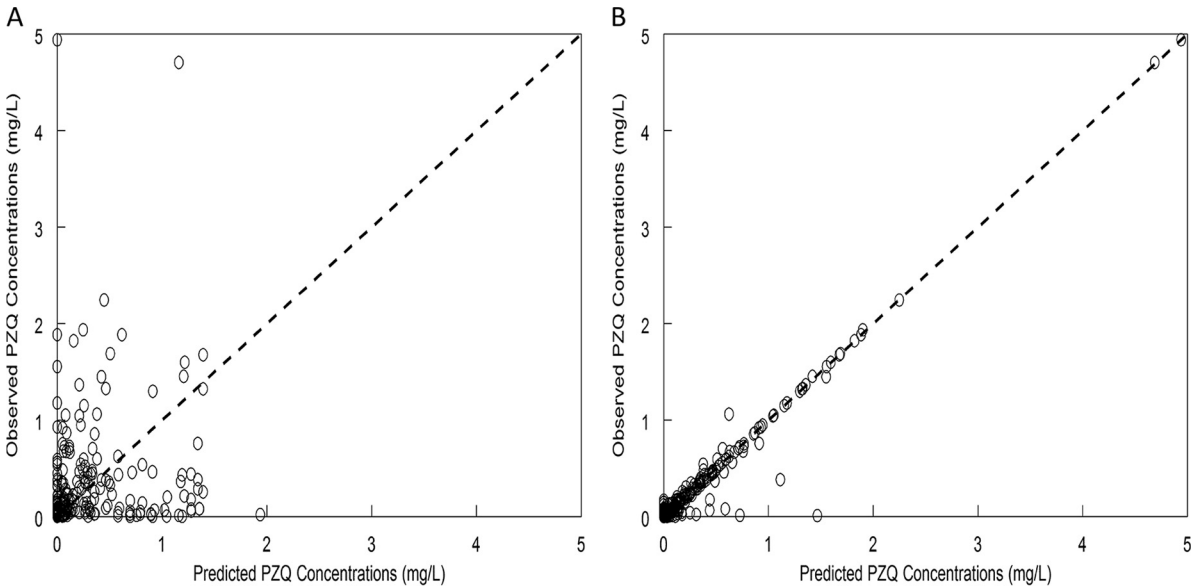 A
B
Observed PZQ Concentrations (mg/L)
5
4
3
2
1
0
0 1 2 3 4 5
Predicted PZQ Concentrations (mg/L)
Observed PZQ Concentrations (mg/L)
5
4
3
2
1
0
0 1 2 3 4 5
Predicted PZQ Concentrations (mg/L)